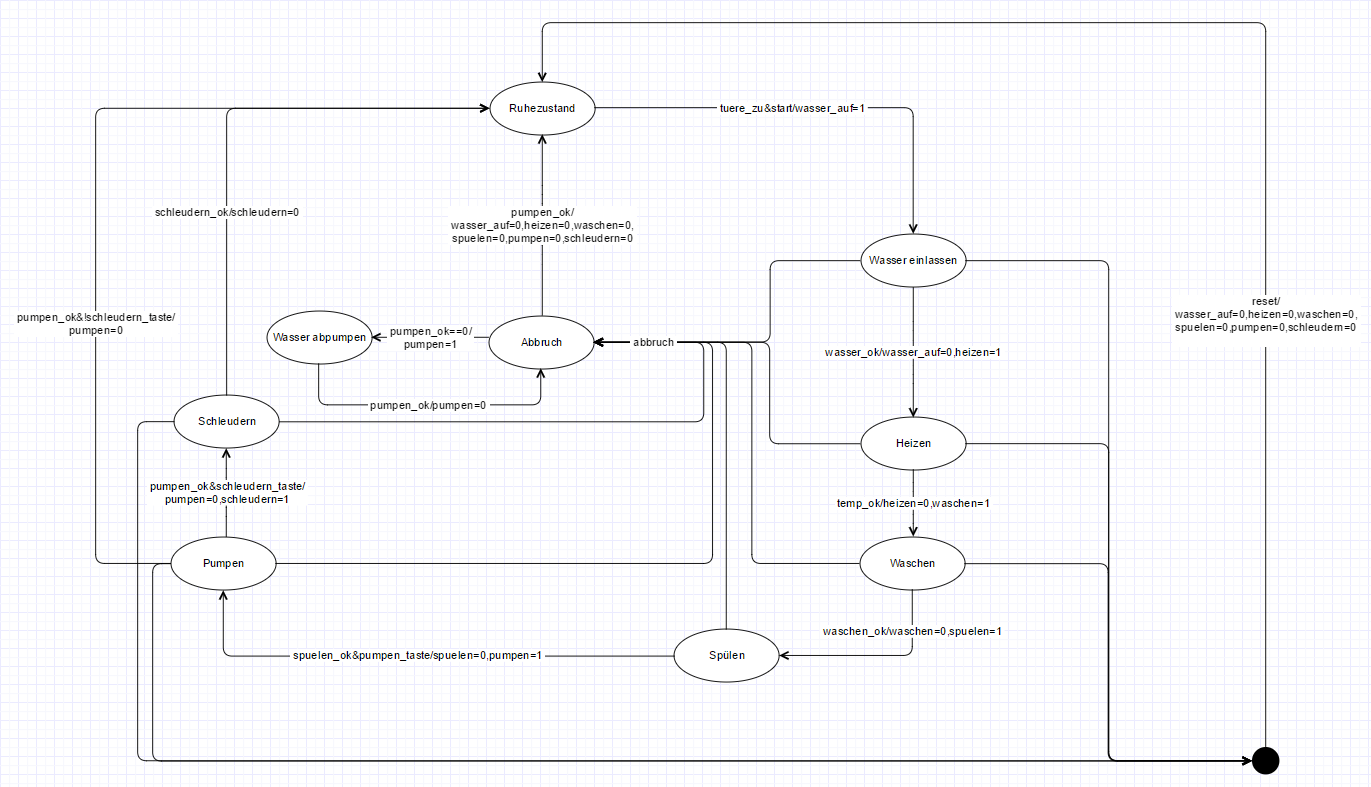 Ruhezustand
tuere_zu&start/wasser_auf=1
schleudern_ok/schleudern=0
pumpen_ok/
wasser_auf=0,heizen=0,waschen=0,
spuelen=0,pumpen=0,schleudern=0
Wasser einlassen
reset/
wasser_auf=0,heizen=0,waschen=0,
spuelen=0,pumpen=0,schleudern=0
pumpen_ok&!schleudern_taste/
pumpen=0
Wasser abpumpen
pumpen_ok==0/
pumpen=1
Abbruch
abbruch
wasser_ok/wasser_auf=0,heizen=1
pumpen_ok/pumpen=0
Schleudern
Heizen
pumpen_ok&schleudern_taste/
pumpen=0,schleudern=1
temp_ok/heizen=0,waschen=1
Pumpen
Waschen
waschen_ok/waschen=0,spuelen=1
spuelen_ok&pumpen_taste/spuelen=0,pumpen=1
Spülen